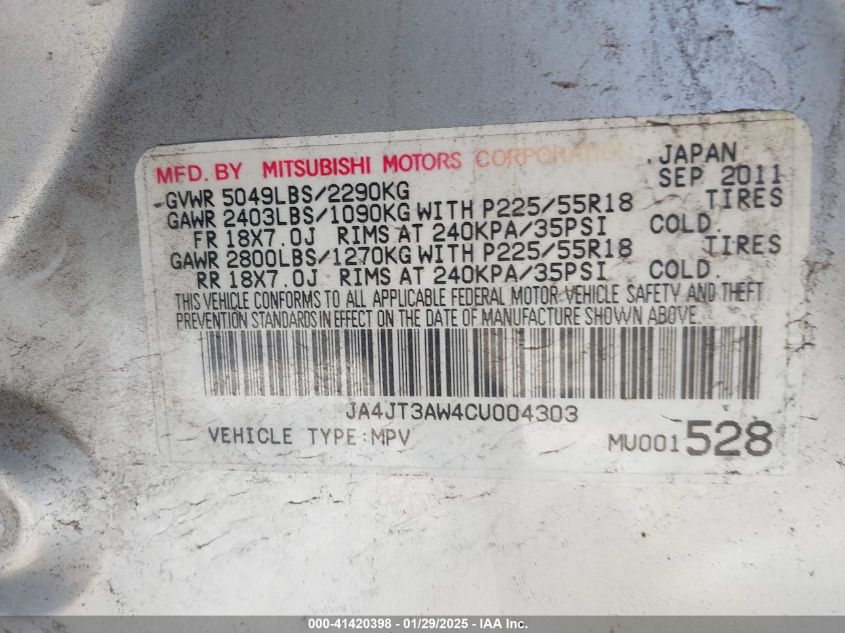 MFD. BY MITSUBISHI MOTORS CORPORATION, JAPAN
SEP 2011
GVWR 5049LBS/2290KG
GAWR 2403LBS/1090KG WITH P225/55R18 TIRES
FR 18X7.0J RIMS AT 240KPA/35PSI COLD.
GAWR 2800LBS/1270KG WITH P225/55R18 TIRES
RR 18X7.0J RIMS AT 240KPA/35PSI COLD.
THIS VEHICLE CONFORMS TO ALL APPLICABLE FEDERAL MOTOR VEHICLE SAFETY AND THEFT
PREVENTION STANDARDS IN EFFECT ON THE DATE OF MANUFACTURE SHOWN ABOVE.
JA4JT3AW4CU004303
VEHICLE TYPE:MPV MU001528
000-41420398 - 01/29/2025 - IAA Inc.